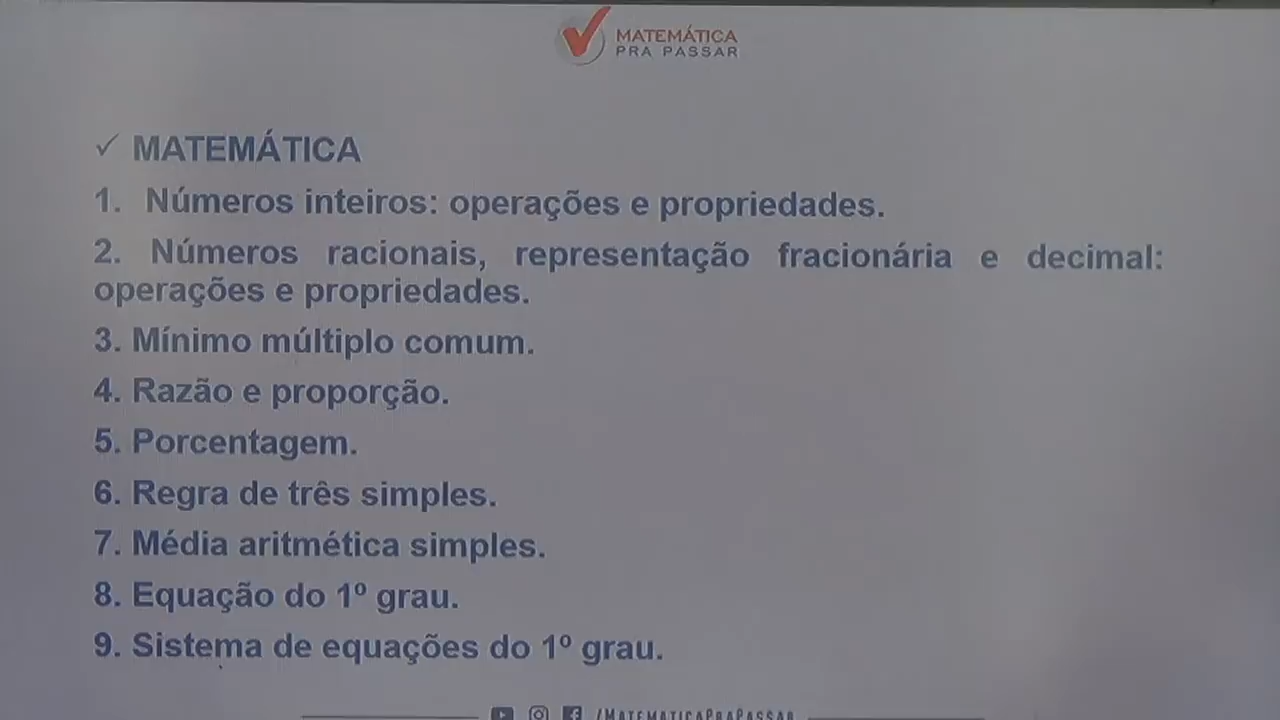 MATEMÁTICA
PRA PASSAR
✓ MATEMÁTICA
1. Números inteiros: operações e propriedades.
2. Números racionais, representação fracionária e decimal:
operações e propriedades.
3. Mínimo múltiplo comum.
4. Razão e proporção.
5. Porcentagem.
6. Regra de três simples.
7. Média aritmética simples.
8. Equação do 1º grau.
9. Sistema de equações do 1º grau.
/MATEMATICAPRAPASSAR